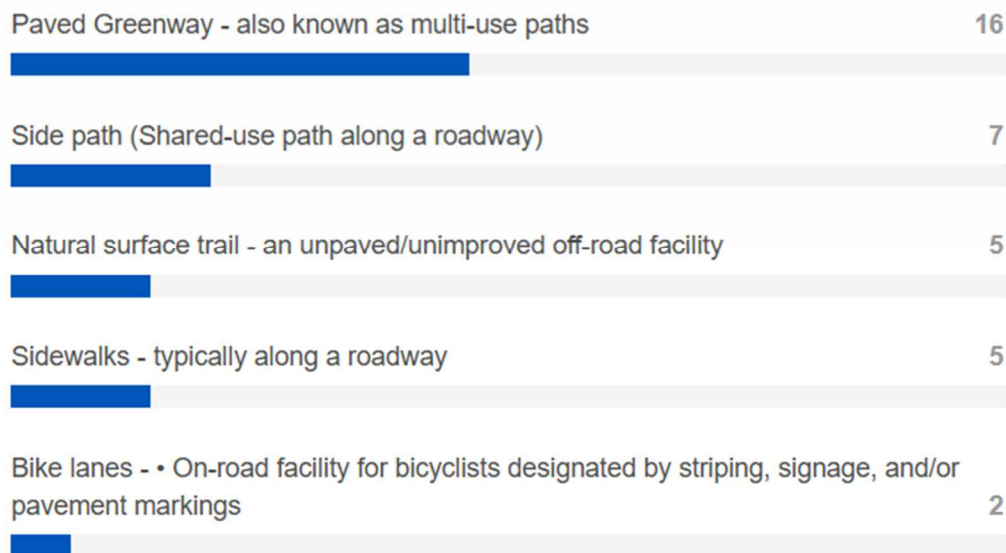 Paved Greenway - also known as multi-use paths 16
Side path (Shared-use path along a roadway) 7
Natural surface trail - an unpaved/unimproved off-road facility 5
Sidewalks - typically along a roadway 5
Bike lanes - • On-road facility for bicyclists designated by striping, signage, and/or
pavement markings 2